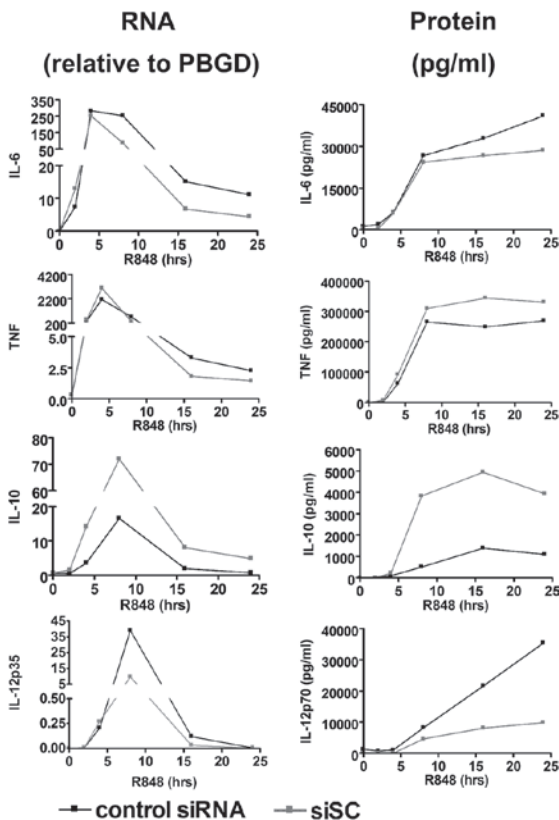 RNA
(relative to PBGD)
Protein
(pg/ml)
350
250
150
50
20
10
0
IL-6
0 5 10 15 20 25
R848 (hrs)
45000
30000
15000
0
IL-6 (pg/ml)
0 5 10 15 20 25
R848 (hrs)
4200
2200
200
5.0
2.5
0.0
TNF
0 5 10 15 20 25
R848 (hrs)
400000
300000
200000
100000
0
TNF (pg/ml)
0 5 10 15 20 25
R848 (hrs)
80
70
60
20
10
0
IL-10
0 5 10 15 20 25
R848 (hrs)
6000
5000
4000
3000
2000
1000
0
IL-10 (pg/ml)
0 5 10 15 20 25
R848 (hrs)
45
35
25
15
5
0.50
0.25
0.00
IL-12p35
0 5 10 15 20 25
R848 (hrs)
40000
30000
20000
10000
0
IL-12p70 (pg/ml)
0 5 10 15 20 25
R848 (hrs)
control siRNA siSC